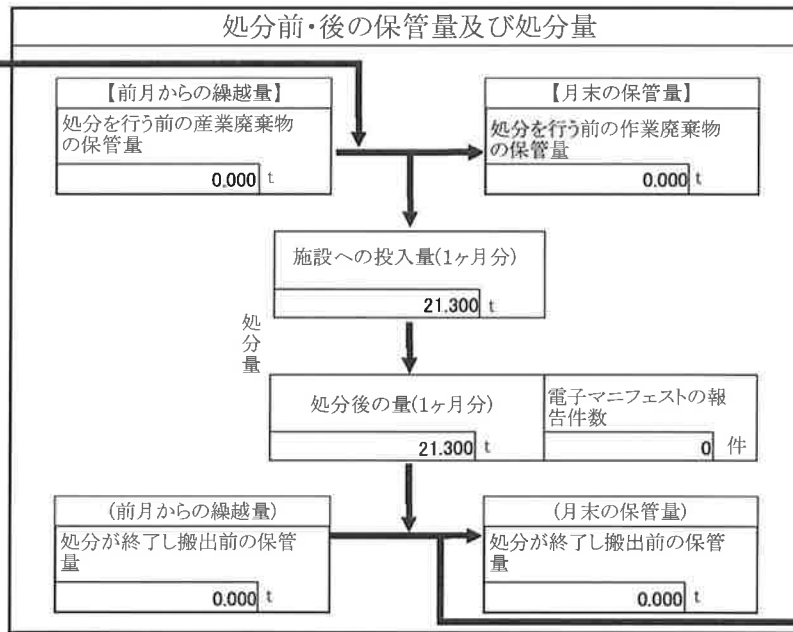 処分前・後の保管量及び処分量
【前月からの繰越量】
処分を行う前の産業廃棄物
の保管量
0.000 t
【月末の保管量】
処分を行う前の作業廃棄物
の保管量
0.000 t
施設への投入量(1ヶ月分)
21.300 t
処分量
処分後の量(1ヶ月分)
21.300 t
電子マニフェストの報
告件数
0 件
(前月からの繰越量)
処分が終了し搬出前の保管
量
0.000 t
(月末の保管量)
処分が終了し搬出前の保管
量
0.000 t